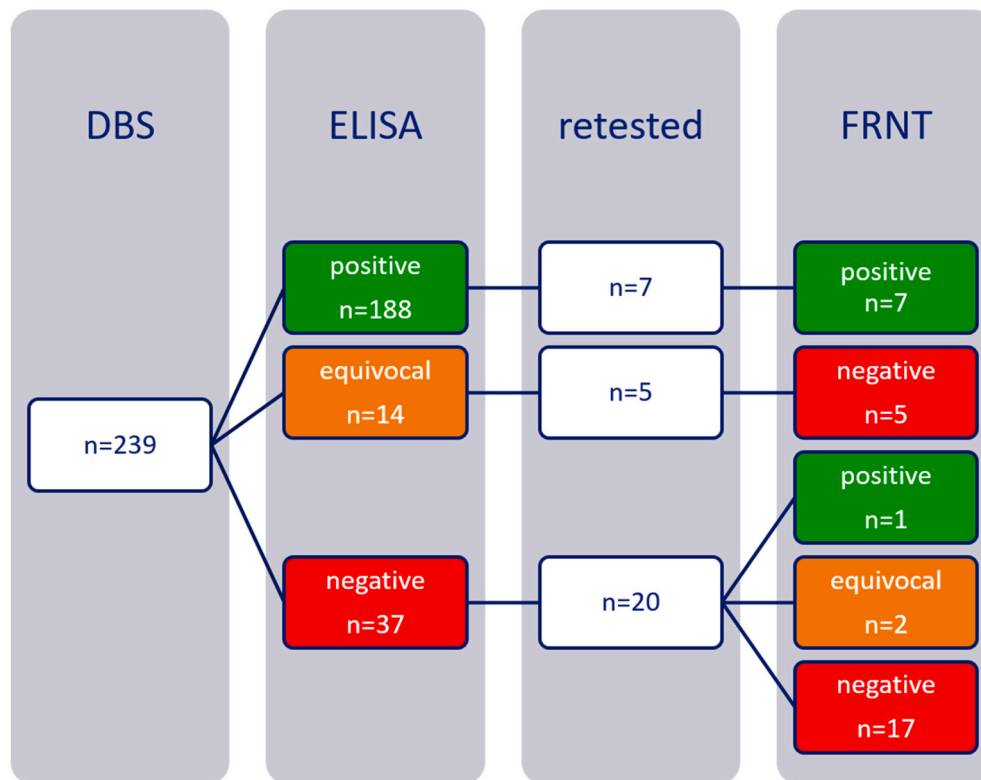 DBS
ELISA
retested
FRNT
n=239
positive
n=188
n=7
positive
n=7
equivocal
n=14
n=5
negative
n=5
negative
n=37
n=20
positive
n=1
equivocal
n=2
negative
n=17